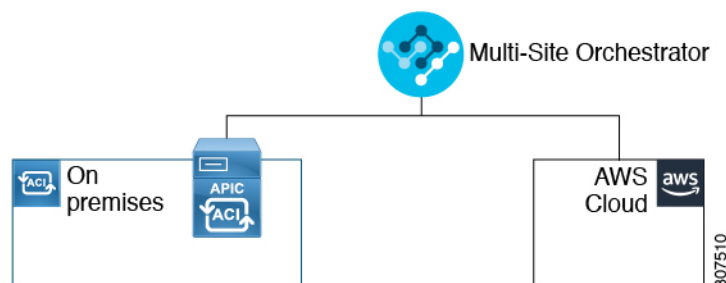 Multi-Site Orchestrator
On
premises
ACI
APIC
ACI
AWS
Cloud
aws
307510